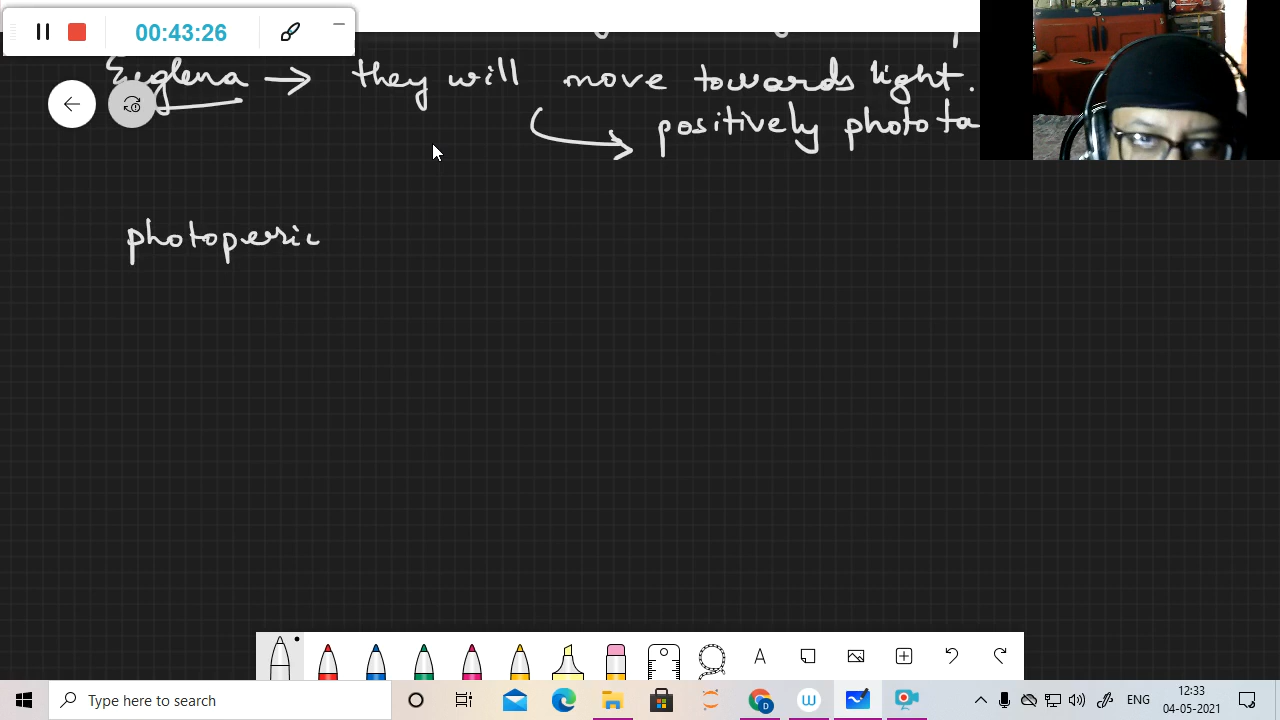 00:43:26
Euglena → they will move towards light.
positively photota
photoperio
Type here to search
ENG
12:33
04-05-2021